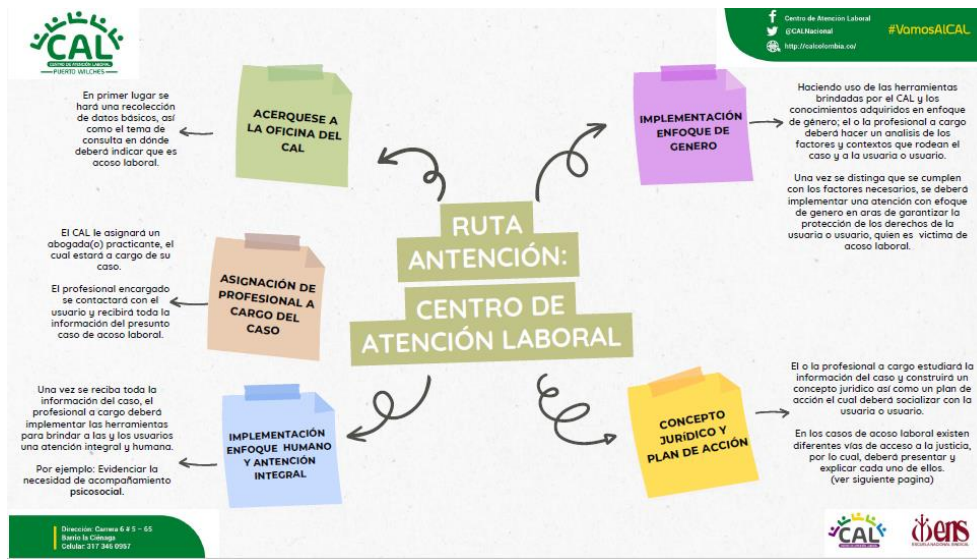 CAL
CENTRO DE ATENCIÓN LABORAL
PUERTO WILCHES
Centro de Atención Laboral
@CALNacional
http://calcolombia.co/
#VamosAlCAL
En primer lugar se
hará una recolección
de datos básicos, así
como el tema de
consulta en dónde
deberá indicar que es
acoso laboral.
ACERQUESE A
LA OFICINA DEL
CAL
IMPLEMENTACIÓN
ENFOQUE DE
GENERO
Haciendo uso de las herramientas
brindadas por el CAL y los
conocimientos adquiridos en enfoque
de género; el o la profesional a cargo
deberá hacer un analisis de los
factores y contextos que rodean el
caso y a la usuaria o usuario.
Una vez se distinga que se cumplen
con los factores necesarios, se deberá
implementar una atención con efoque
de genero en aras de garantizar la
protección de los derechos de la
usuaria o usuario, quien es victima de
acoso laboral.
RUTA
ANTENCIÓN:
CENTRO DE
ATENCIÓN LABORAL
El CAL le asignará un
abogada(o) practicante, el
cual estará a cargo de su
caso.
El profesional encargado
se contactará con el
usuario y recibirá toda la
información del presunto
caso de acoso laboral.
ASIGNACIÓN DE
PROFESIONAL A
CARGO DEL
CASO
Una vez se reciba toda la
información del caso, el
profesional a cargo deberá
implementar las herramientas
para brindar a las y los usuarios
una atención integral y humana.
Por ejemplo: Evidenciar la
necesidad de acompañamiento
psicosocial.
IMPLEMENTACIÓN
ENFOQUE HUMANO
Y ANTENCIÓN
INTEGRAL
CONCEPTO
JURÍDICO Y
PLAN DE ACCIÓN
El o la profesional a cargo estudiará la
información del caso y construirá un
concepto juridico así como un plan de
acción el cual deberá socializar con la
usuaria o usuario.
En los casos de acoso laboral existen
diferentes vías de acceso a la justicia,
por lo cual, deberá presentar y
explicar cada uno de ellos.
(ver siguiente pagina)
Dirección: Carrera 6 # 5 – 65
Barrio la Ciénaga
Celular: 317 345 0957
CAL
ens
ESCUELA NACIONAL SINDICAL